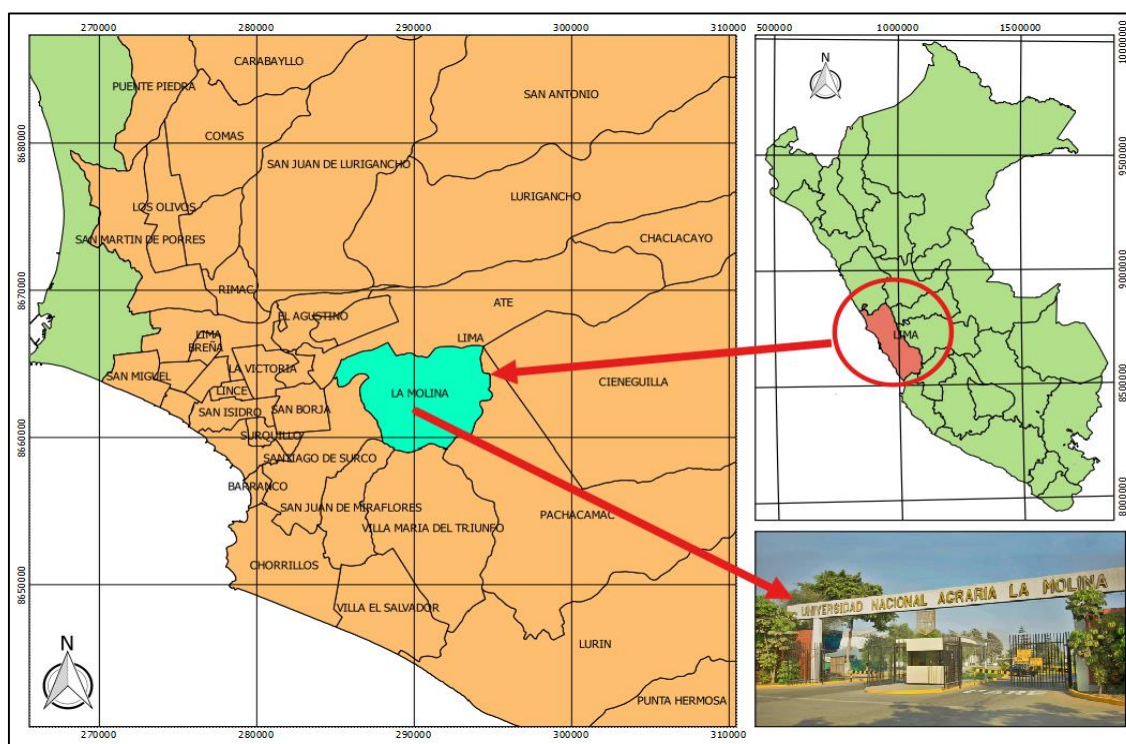 270000
280000
290000
300000
310000
CARABAYLLO
PUENTE PIEDRA
SAN ANTONIO
COMAS
8680000
SAN JUAN DE LURIGANCHO
LURIGANCHO
LOS OLIVOS
SAN MARTIN DE PORRES
CHACLACAYO
RIMAC
8670000
ATE
EL AGUSTINO
LIMA
BREÑA
LIMA
LA VICTORIA
SAN MIGUEL
CIENEGUILLA
LINCE
LA MOLINA
SAN ISIDRO
SAN BORJA
SURQUILLO
8660000
SANTIAGO DE SURCO
BARRANCO
SAN JUAN DE MIRAFLORES
PACHACAMAC
VILLA MARIA DEL TRIUNFO
CHORRILLOS
8650000
VILLA EL SALVADOR
LURIN
N
PUNTA HERMOSA
270000
280000
290000
300000
310000
500000
1000000
1500000
N
10000000
9500000
9000000
LIMA
8500000
8000000
UNIVERSIDAD NACIONAL AGRARIA LA MOLINA